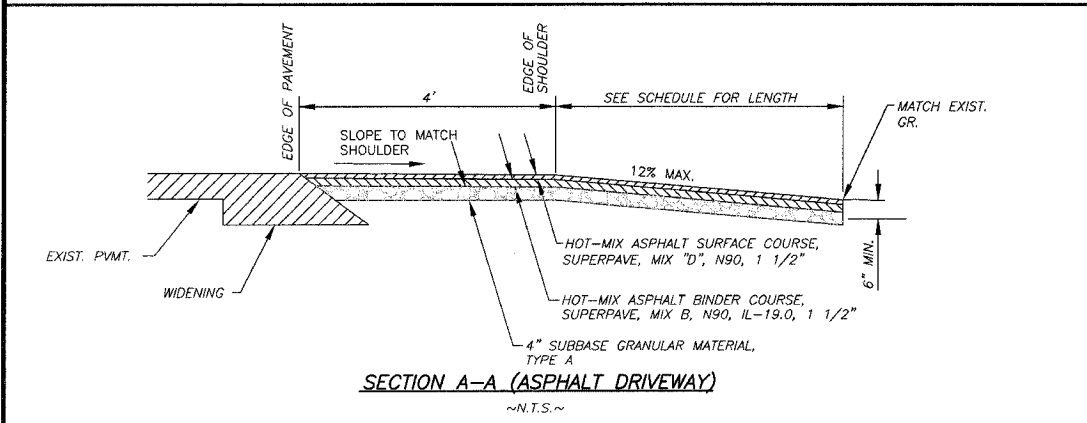 EDGE OF PAVEMENT
EDGE OF
SHOULDER
4'
SEE SCHEDULE FOR LENGTH
MATCH EXIST.
GR.
SLOPE TO MATCH
SHOULDER
12% MAX.
EXIST. PVMT.
WIDENING
HOT-MIX ASPHALT SURFACE COURSE,
SUPERPAVE, MIX "D", N90, 1 1/2"
6" MIN.
HOT-MIX ASPHALT BINDER COURSE,
SUPERPAVE, MIX B, N90, IL-19.0, 1 1/2"
4" SUBBASE GRANULAR MATERIAL,
TYPE A
SECTION A-A (ASPHALT DRIVEWAY)
~N.T.S.~